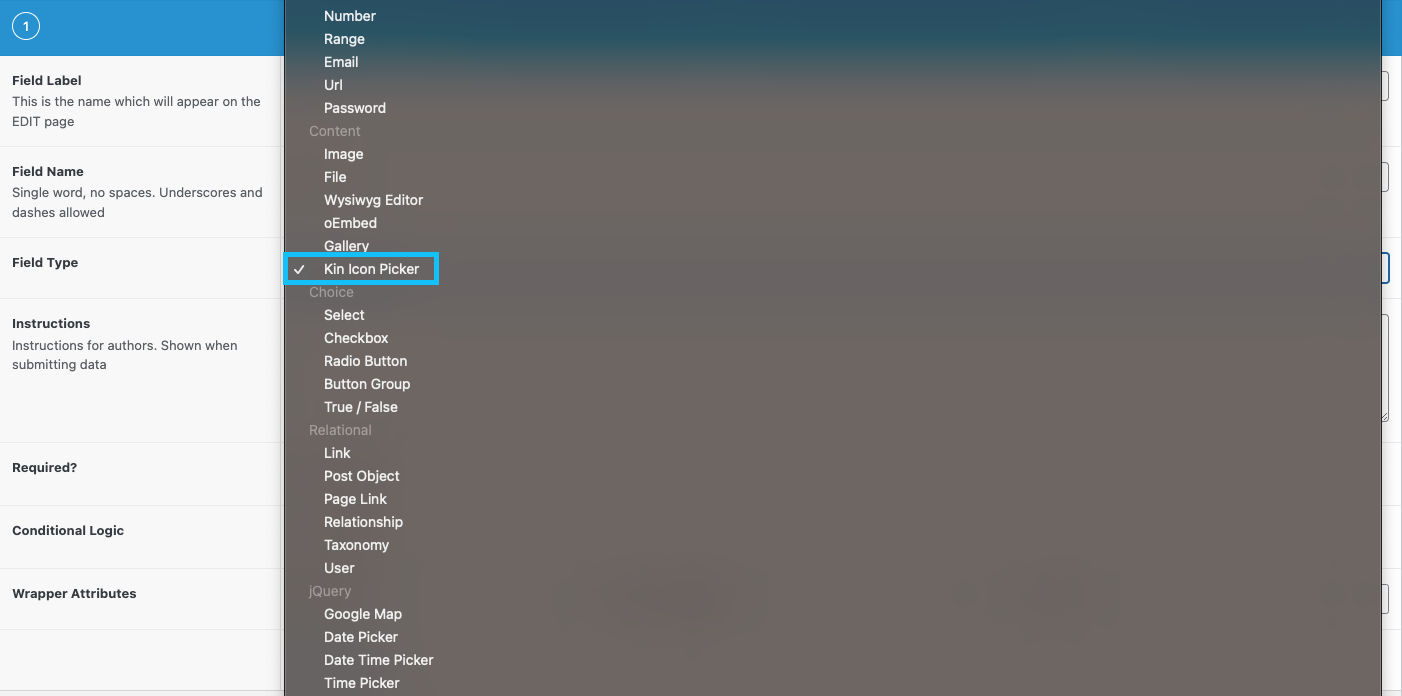 1
Field Label
This is the name which will appear on the
EDIT page
Field Name
Single word, no spaces. Underscores and
dashes allowed
Field Type
Instructions
Instructions for authors. Shown when
submitting data
Required?
Conditional Logic
Wrapper Attributes
Number
Range
Email
Url
Password
Content
Image
File
Wysiwyg Editor
oEmbed
Gallery
✓ Kin Icon Picker
Choice
Select
Checkbox
Radio Button
Button Group
True / False
Relational
Link
Post Object
Page Link
Relationship
Taxonomy
User
jQuery
Google Map
Date Picker
Date Time Picker
Time Picker